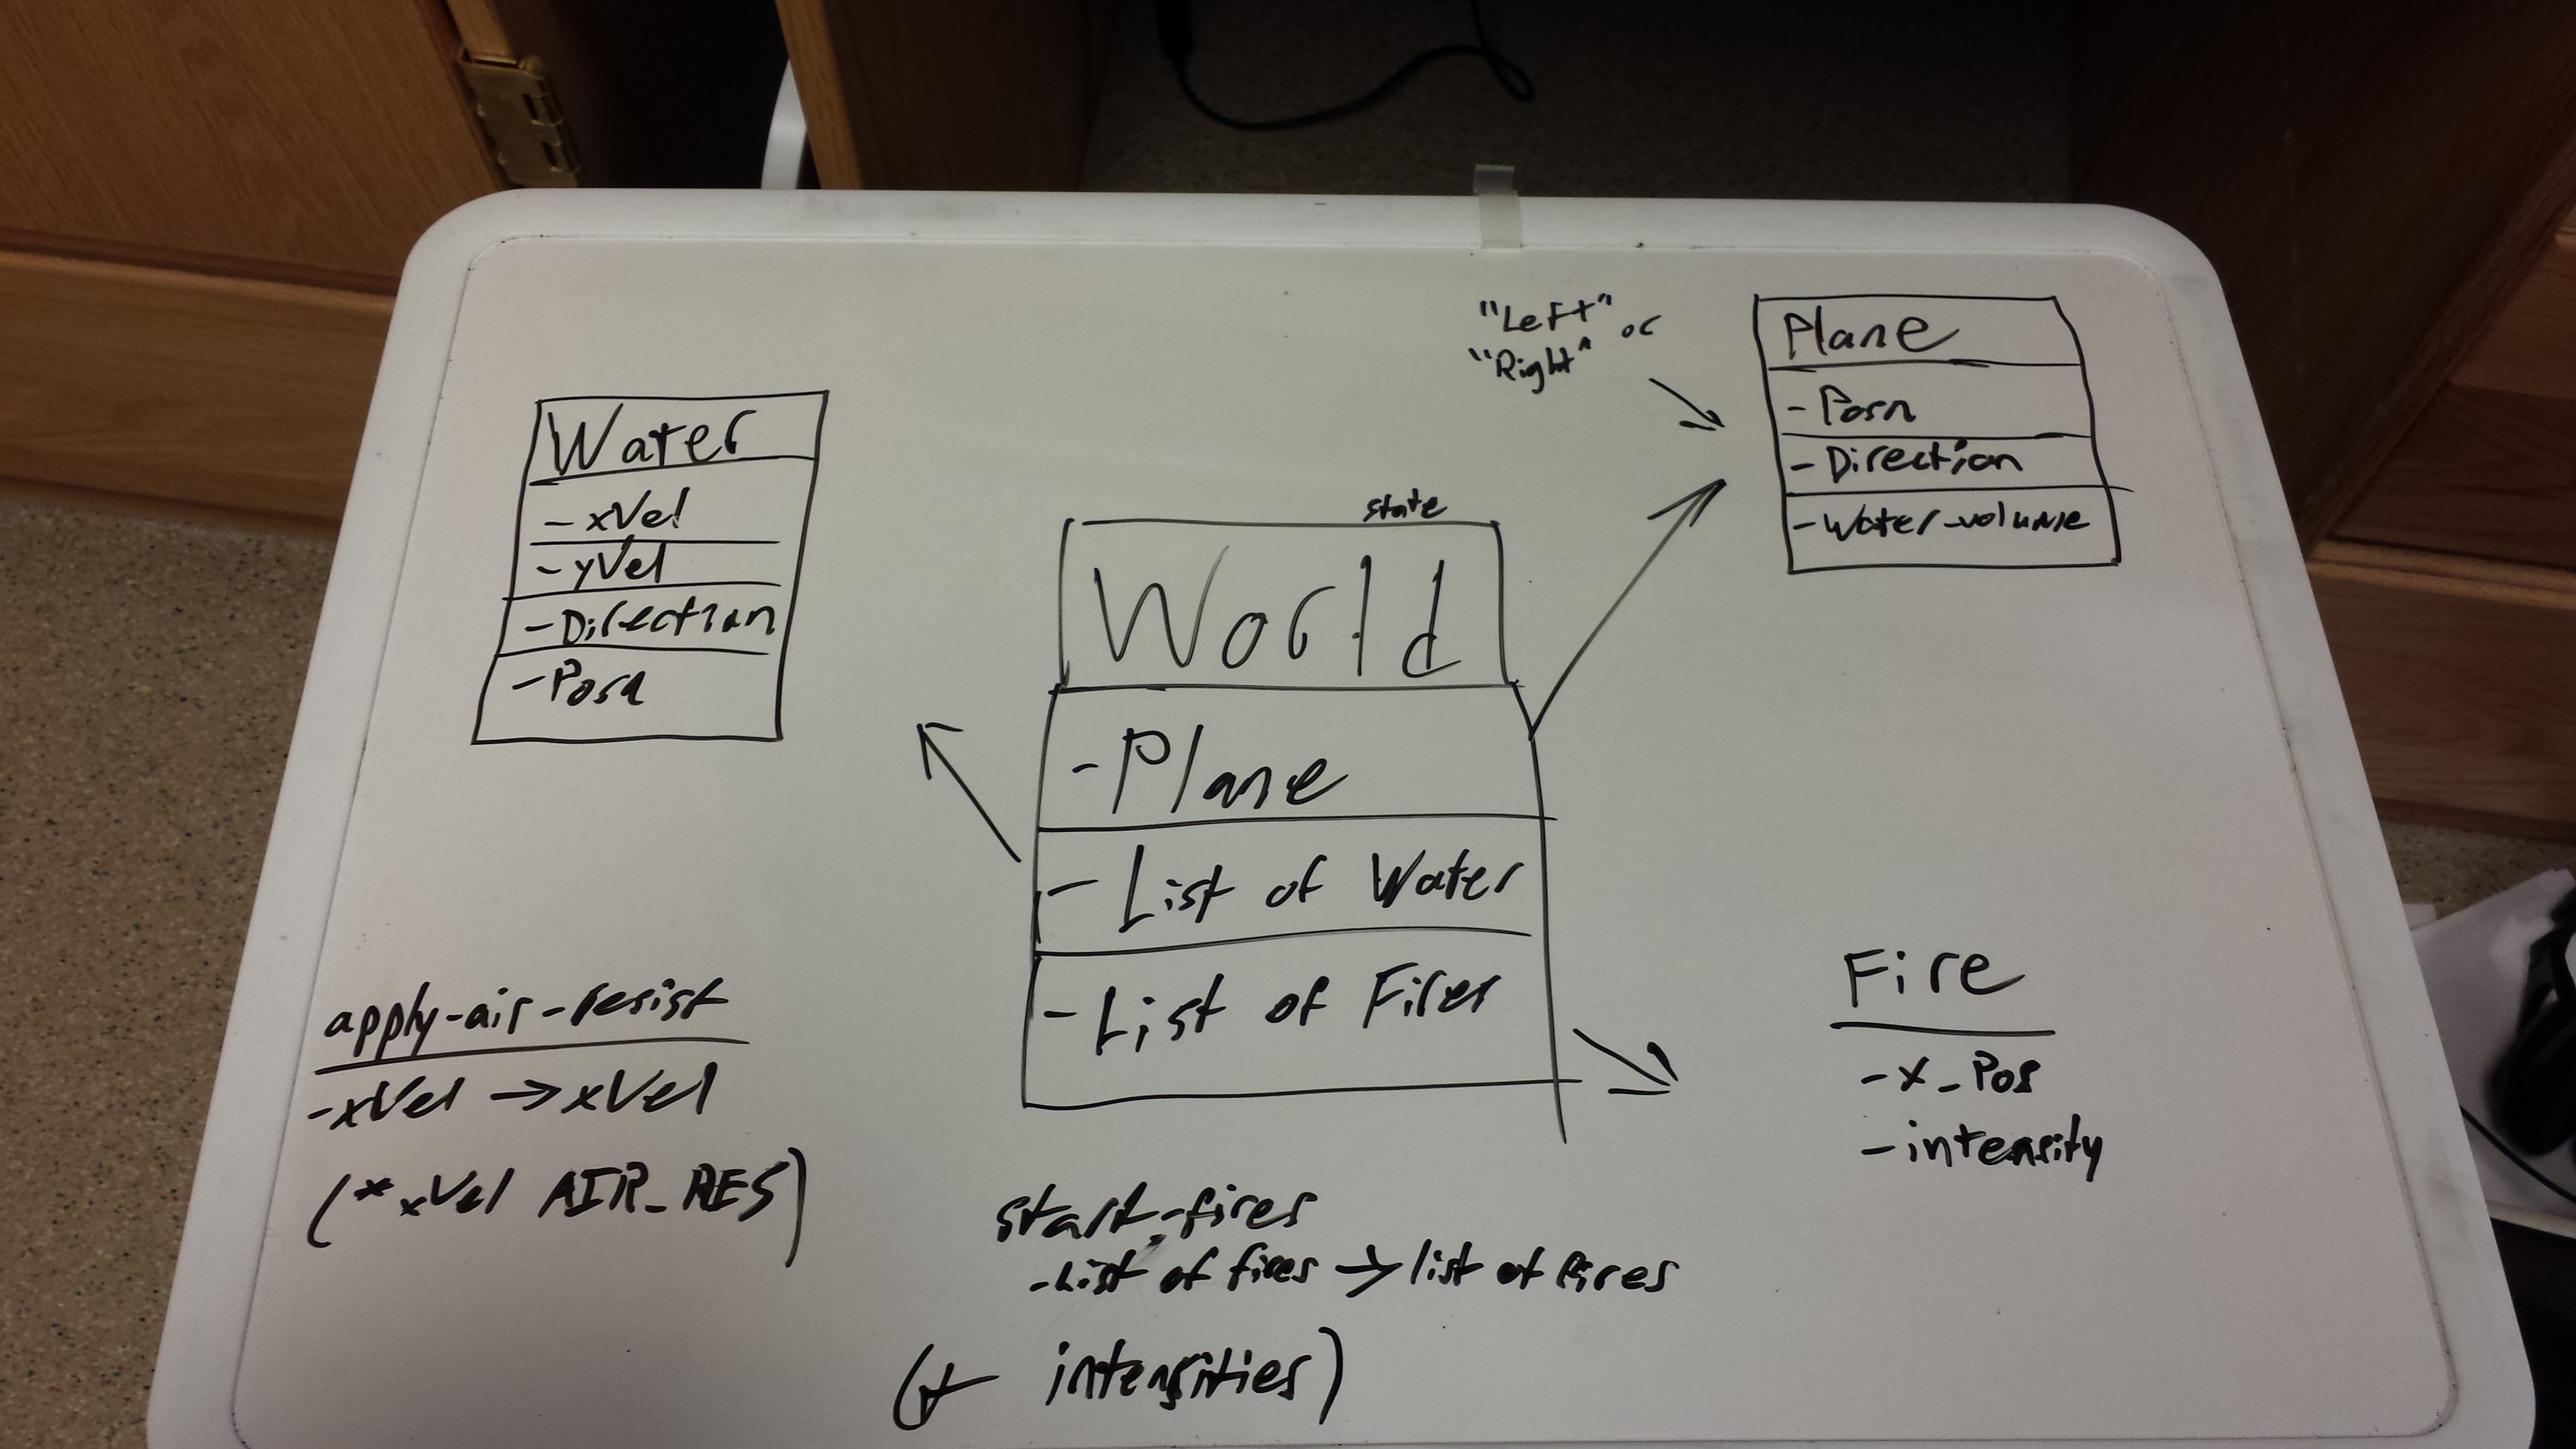 "Left" or
"Right"
Plane
- Posn
- Direction
- Water-volume
Water
- xVel
- yVel
- Direction
- Posn
state
World
- Plane
- List of Water
- List of Fires
Fire
- x_Pos
- intensity
apply-air-resist
- xVel → xVel
(* xVel AIR_RES)
start-fires
- List of fires → list of fires
(+ intensities)